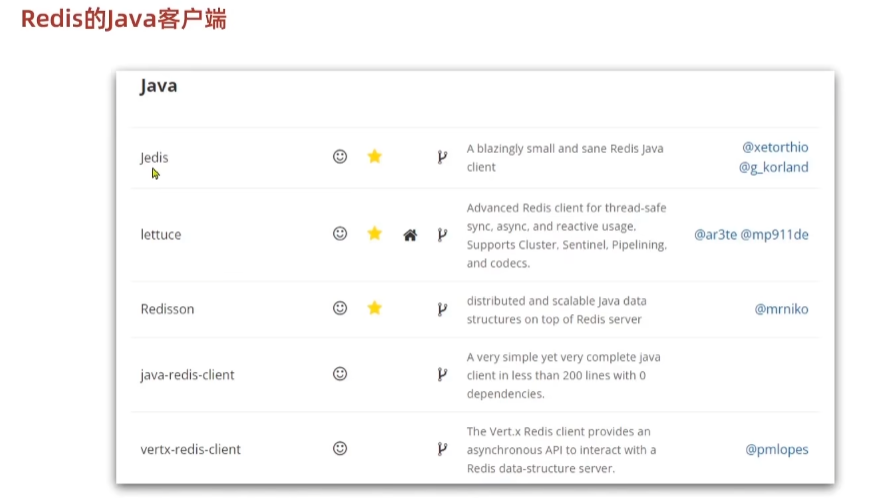 Redis的Java客户端
Java
Jedis
A blazingly small and sane Redis Java
client
@xetorthio
@g_korland
lettuce
Advanced Redis client for thread-safe
sync, async, and reactive usage.
Supports Cluster, Sentinel, Pipelining,
and codecs.
@ar3te @mp911de
Redisson
distributed and scalable Java data
structures on top of Redis server
@mrniko
java-redis-client
A very simple yet very complete java
client in less than 200 lines with 0
dependencies.
vertx-redis-client
The Vert.x Redis client provides an
asynchronous API to interact with a
Redis data-structure server.
@pmlopes